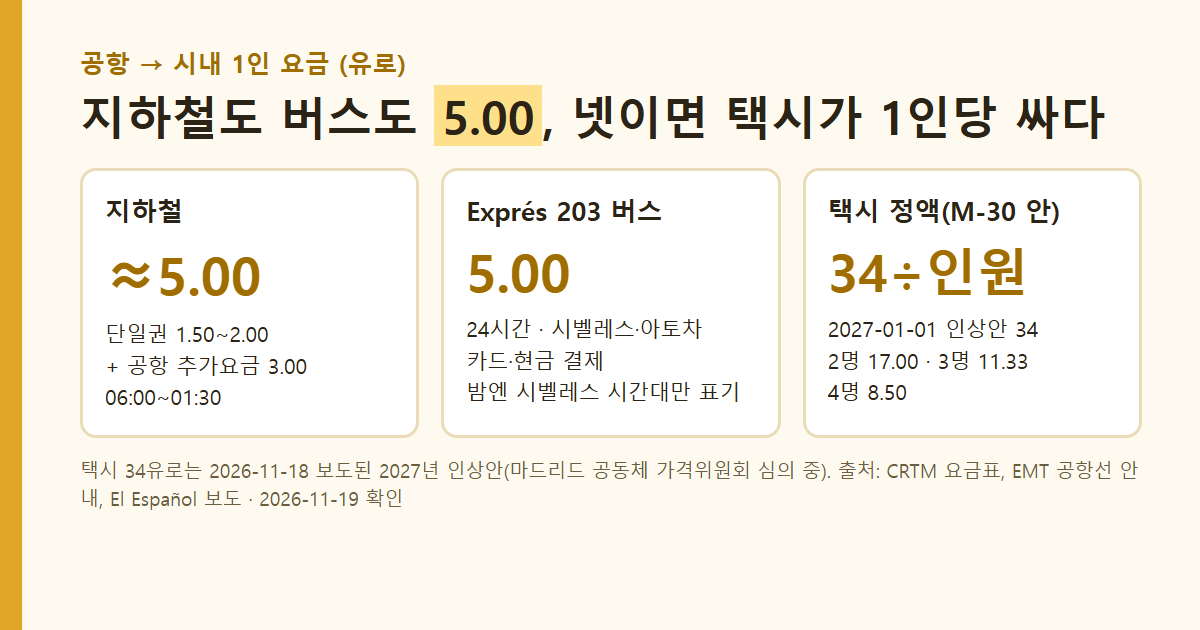 공항 → 시내 1인 요금 (유로)
지하철도 버스도 5.00, 넷이면 택시가 1인당 싸다
지하철
≈5.00
단일권 1.50~2.00
+ 공항 추가요금 3.00
06:00~01:30
Exprés 203 버스
5.00
24시간 · 시벨레스·아토차
카드·현금 결제
밤엔 시벨레스 시간대만 표기
택시 정액(M-30 안)
34÷인원
2027-01-01 인상안 34
2명 17.00 · 3명 11.33
4명 8.50
택시 34유로는 2026-11-18 보도된 2027년 인상안(마드리드 공동체 가격위원회 심의 중). 출처: CRTM 요금표, EMT 공항선 안
내, El Español 보도 · 2026-11-19 확인